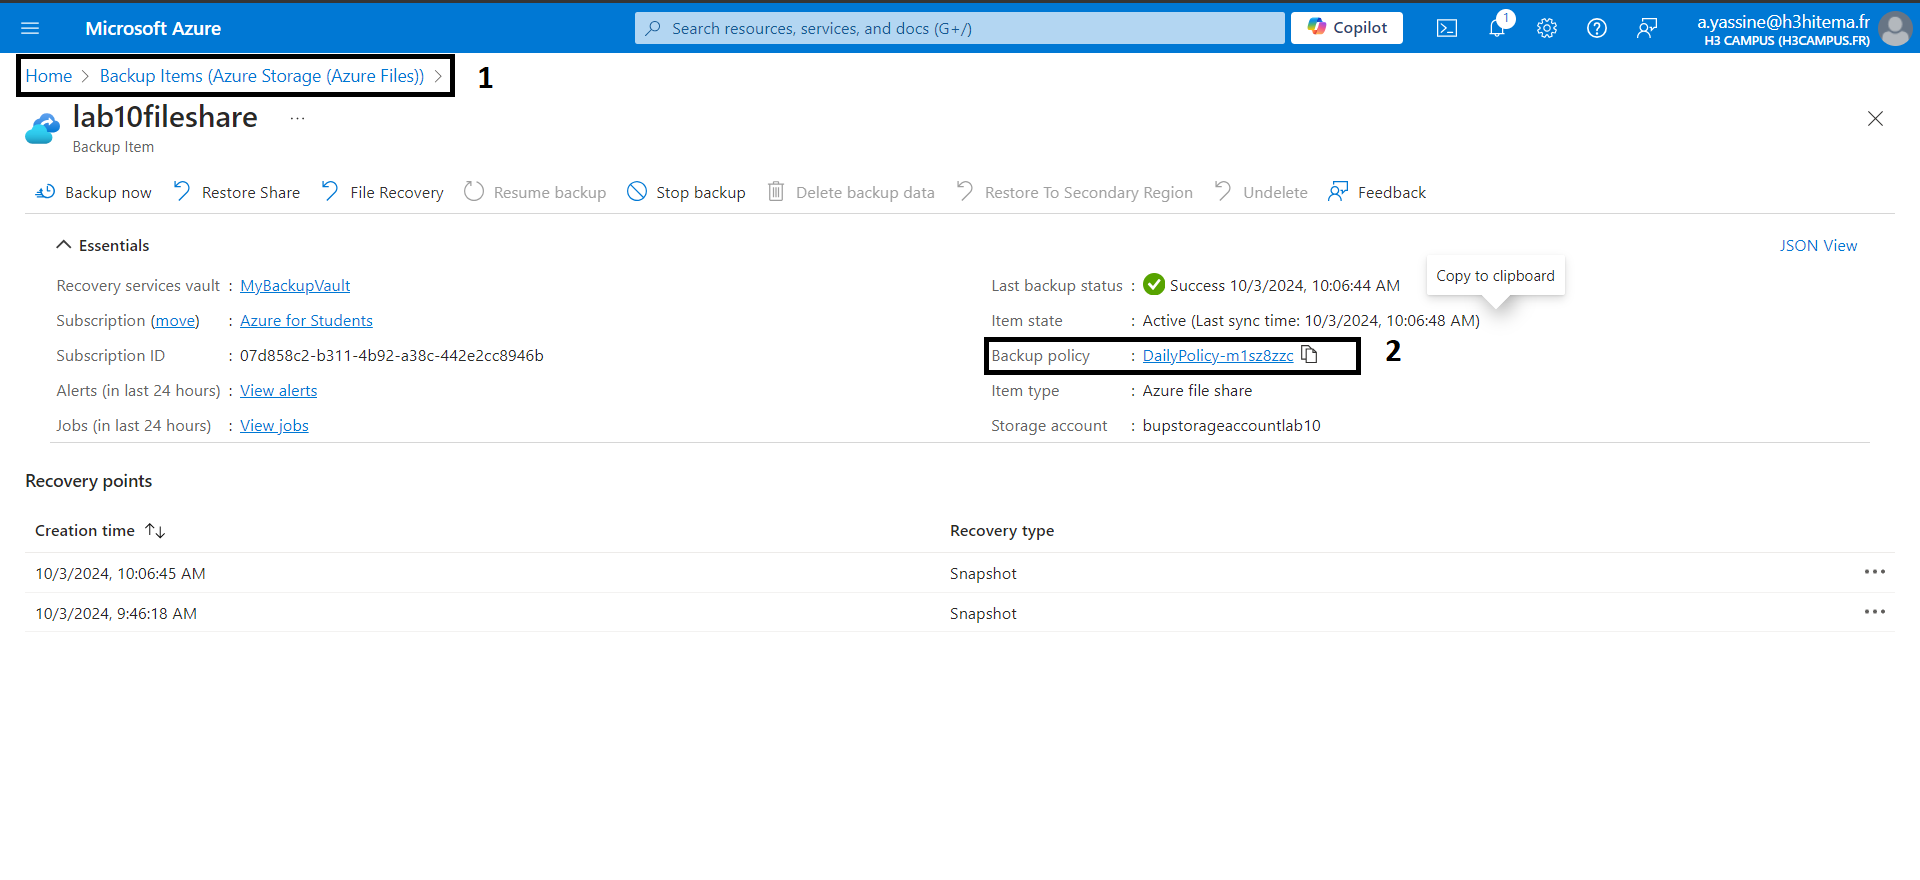 Microsoft Azure
Search resources, services, and docs (G+/)
Copilot
1
a.yassine@h3hitema.fr
H3 CAMPUS (H3CAMPUS.FR)
Home > Backup Items (Azure Storage (Azure Files)) >
1
lab10fileshare ...
Backup Item
Backup now
Restore Share
File Recovery
Resume backup
Stop backup
Delete backup data
Restore To Secondary Region
Undelete
Feedback
Essentials
JSON View
Recovery services vault : MyBackupVault
Subscription (move) : Azure for Students
Subscription ID : 07d858c2-b311-4b92-a38c-442e2cc8946b
Alerts (in last 24 hours) : View alerts
Jobs (in last 24 hours) : View jobs
Last backup status : Success 10/3/2024, 10:06:44 AM
Copy to clipboard
Item state : Active (Last sync time: 10/3/2024, 10:06:48 AM)
Backup policy : DailyPolicy-m1sz8zzc
2
Item type : Azure file share
Storage account : bupstorageaccountlab10
Recovery points
Creation time
Recovery type
10/3/2024, 10:06:45 AM
Snapshot
10/3/2024, 9:46:18 AM
Snapshot